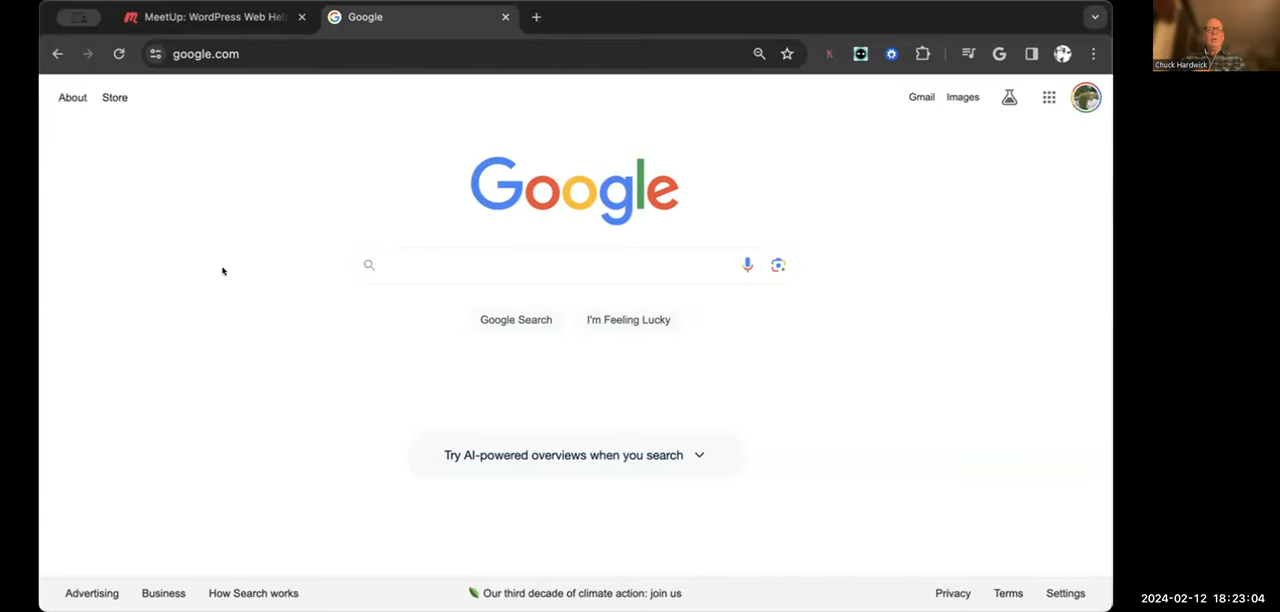 MeetUp: WordPress Web Hel
Google
google.com
Chuck Hardwick
About Store
Gmail Images
Google
Google Search I'm Feeling Lucky
Try AI-powered overviews when you search
Advertising Business How Search works
Our third decade of climate action: join us
Privacy Terms Settings
2024-02-12 18:23:04